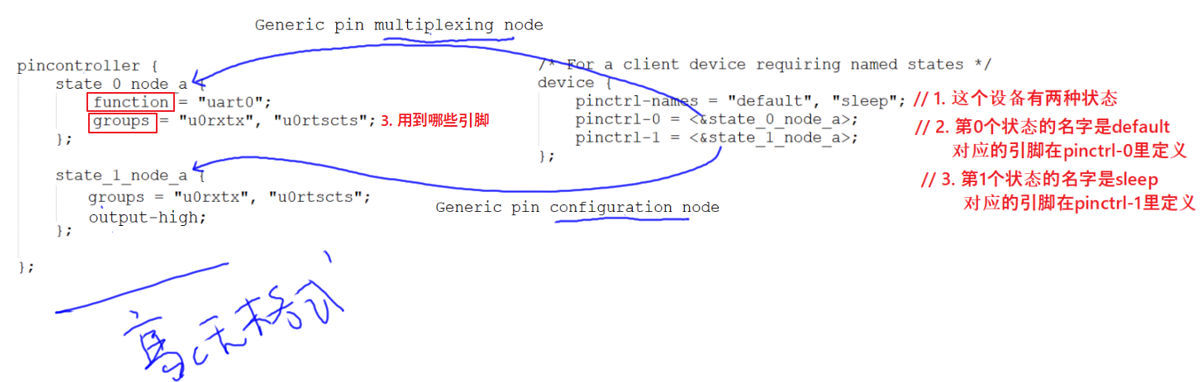 Generic pin multiplexing node
pincontroller {
state_0_node_a {
function = "uart0";
groups = "u0rxtx", "u0rtscts"; 3. 用到哪些引脚
};
state_1_node_a {
groups = "u0rxtx", "u0rtscts";
output-high;
};
};
/* For a client device requiring named states */
device {
pinctrl-names = "default", "sleep"; // 1. 这个设备有两种状态
pinctrl-0 = <&state_0_node_a>; // 2. 第0个状态的名字是default
对应的引脚在pinctrl-0里定义
pinctrl-1 = <&state_1_node_a>;
};
// 3. 第1个状态的名字是sleep
对应的引脚在pinctrl-1里定义
Generic pin configuration node